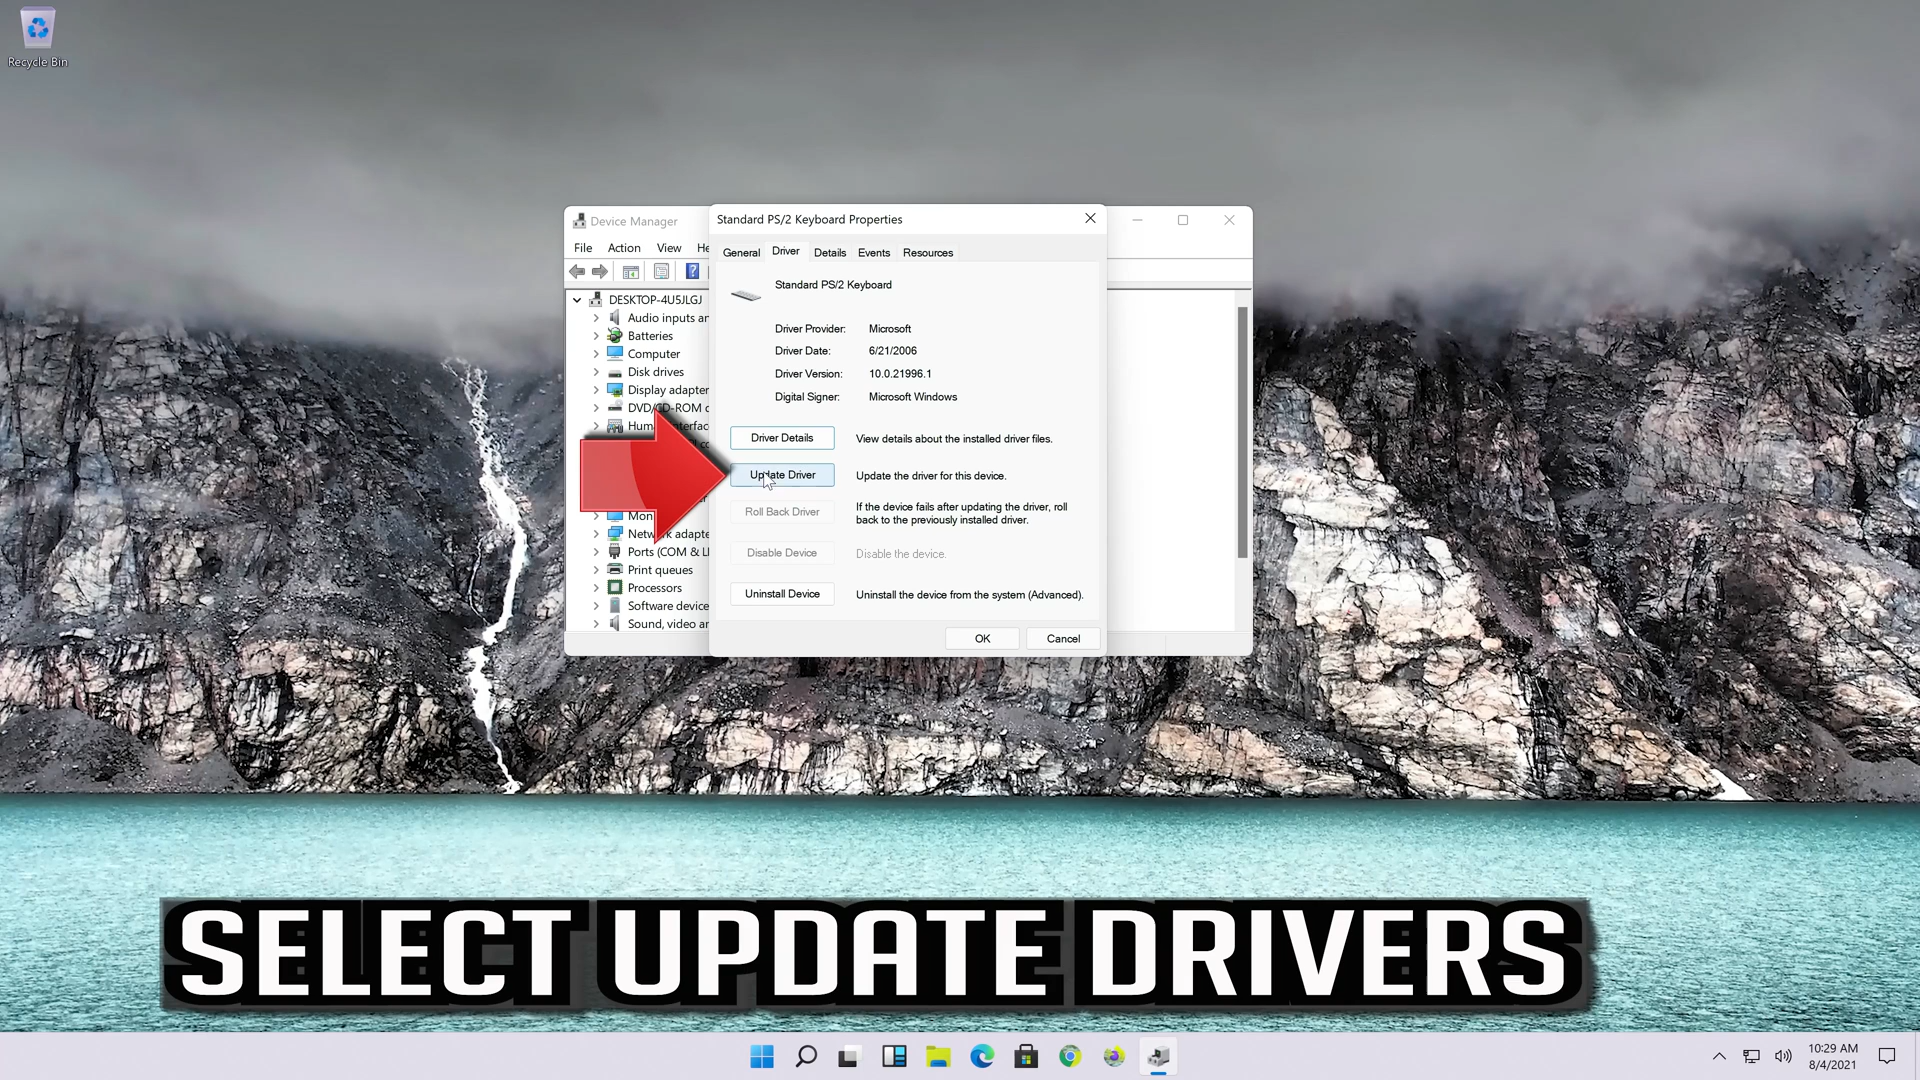 Recycle Bin
Device Manager
File Action View He
DESKTOP-4U5JLGJ
Audio inputs an
Batteries
Computer
Disk drives
Display adapter
DVD/CD-ROM d
Mon
Print queues
Processors
Software device
Sound, video an
Standard PS/2 Keyboard Properties
General Driver Details Events Resources
Standard PS/2 Keyboard
Driver Provider: Microsoft
Driver Date: 6/21/2006
Driver Version: 10.0.21996.1
Digital Signer: Microsoft Windows
Driver Details View details about the installed driver files.
Update Driver Update the driver for this device.
Roll Back Driver If the device fails after updating the driver, roll
back to the previously installed driver.
Disable Device Disable the device.
Uninstall Device Uninstall the device from the system (Advanced).
OK Cancel
SELECT UPDATE DRIVERS
10:29 AM
8/4/2021